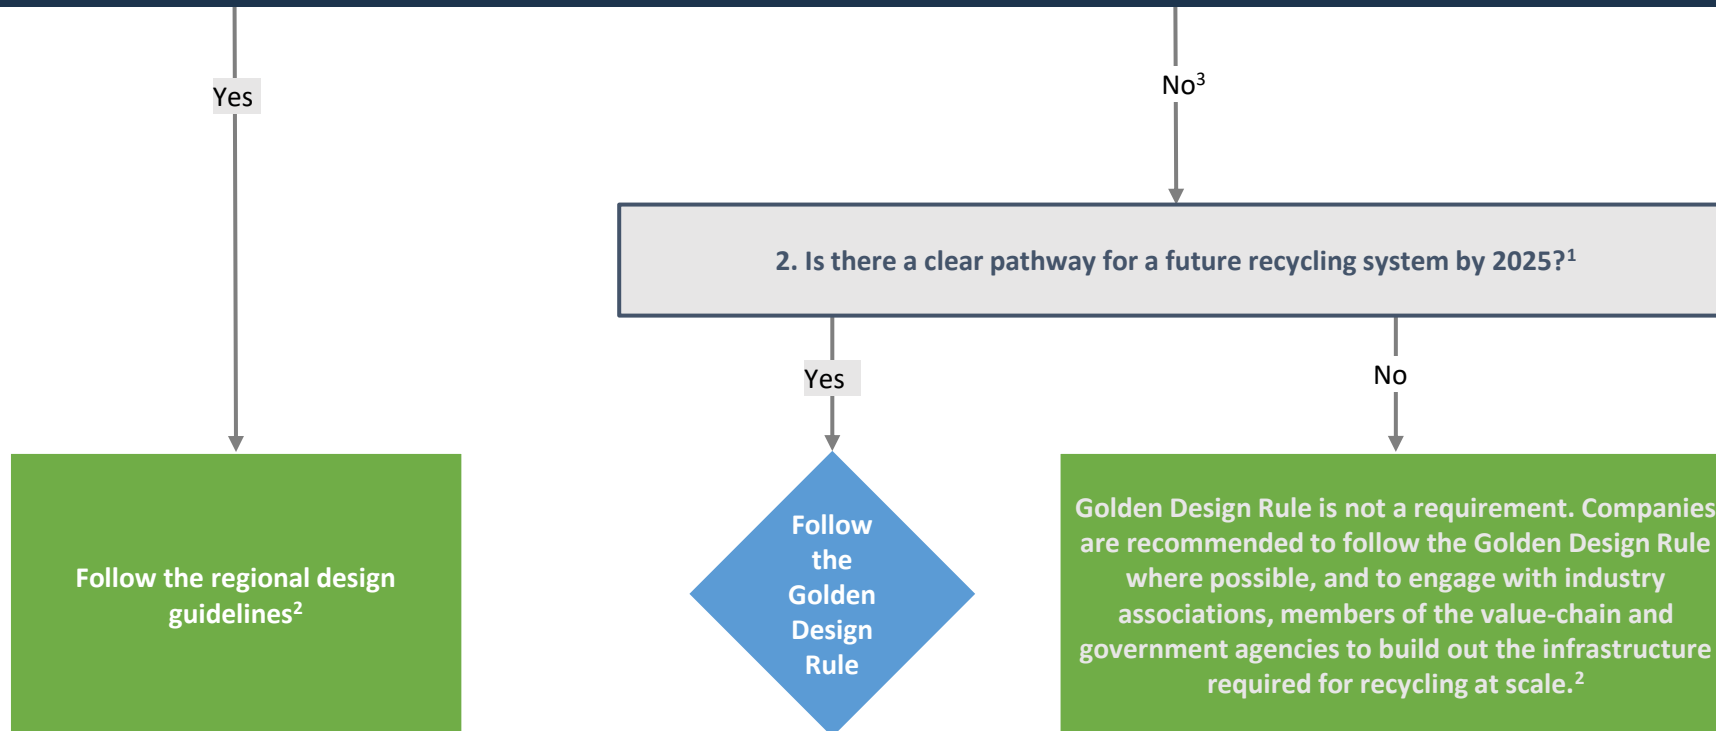 Yes
No³
2. Is there a clear pathway for a future recycling system by 2025?¹
Yes
No
Follow the regional design
guidelines²
Follow
the
Golden
Design
Rule
Golden Design Rule is not a requirement. Companies
are recommended to follow the Golden Design Rule
where possible, and to engage with industry
associations, members of the value-chain and
government agencies to build out the infrastructure
required for recycling at scale.²